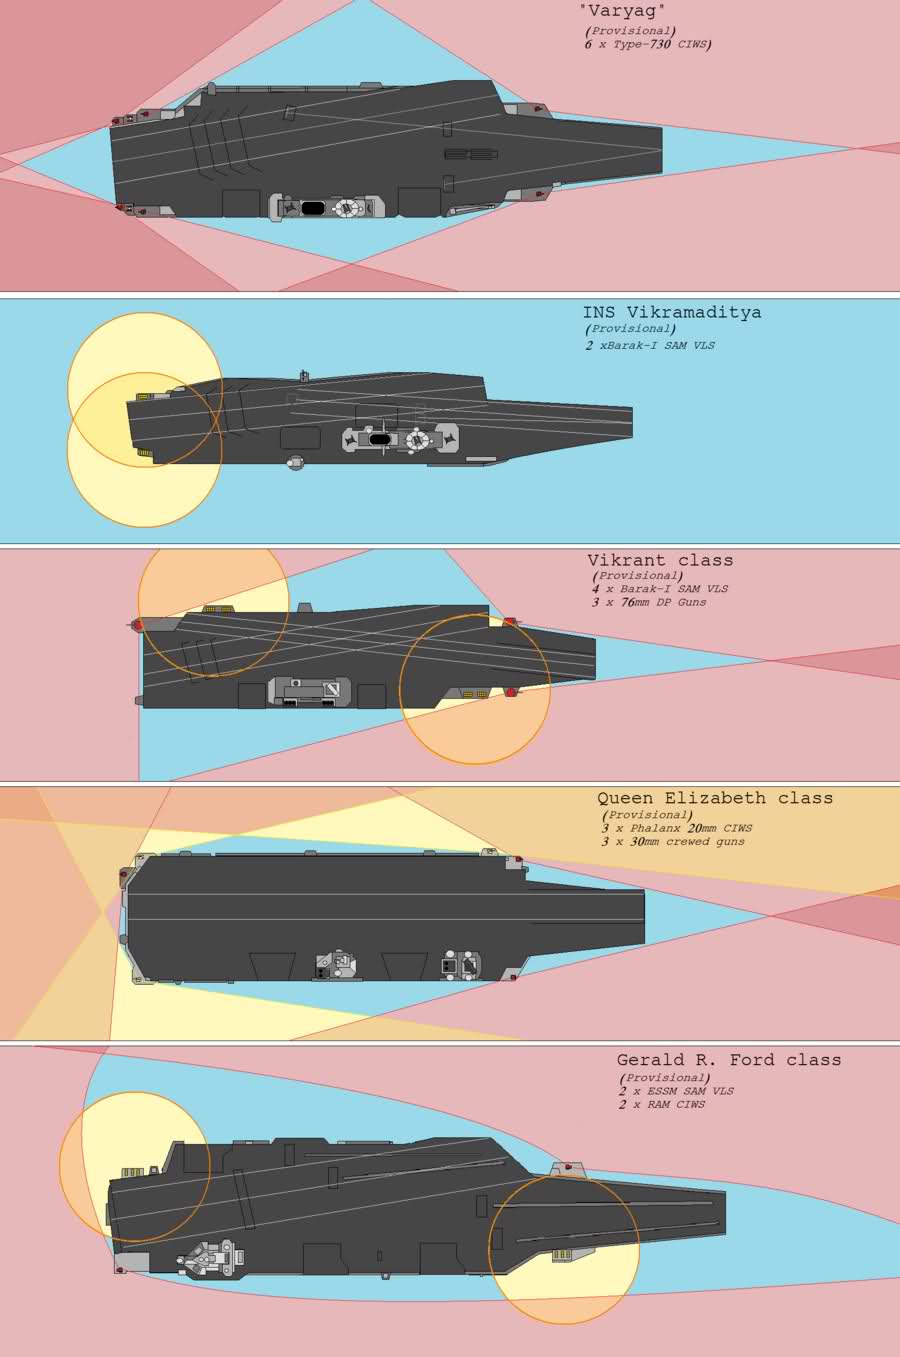 "Varyag"
(Provisional)
6 x Type-730 CIWS)
INS Vikramaditya
(Provisional)
2 xBarak-I SAM VLS
Vikrant class
(Provisional)
4 x Barak-I SAM VLS
3 x 76mm DP Guns
Queen Elizabeth class
(Provisional)
3 x Phalanx 20mm CIWS
3 x 30mm crewed guns
Gerald R. Ford class
(Provisional)
2 x ESSM SAM VLS
2 x RAM CIWS